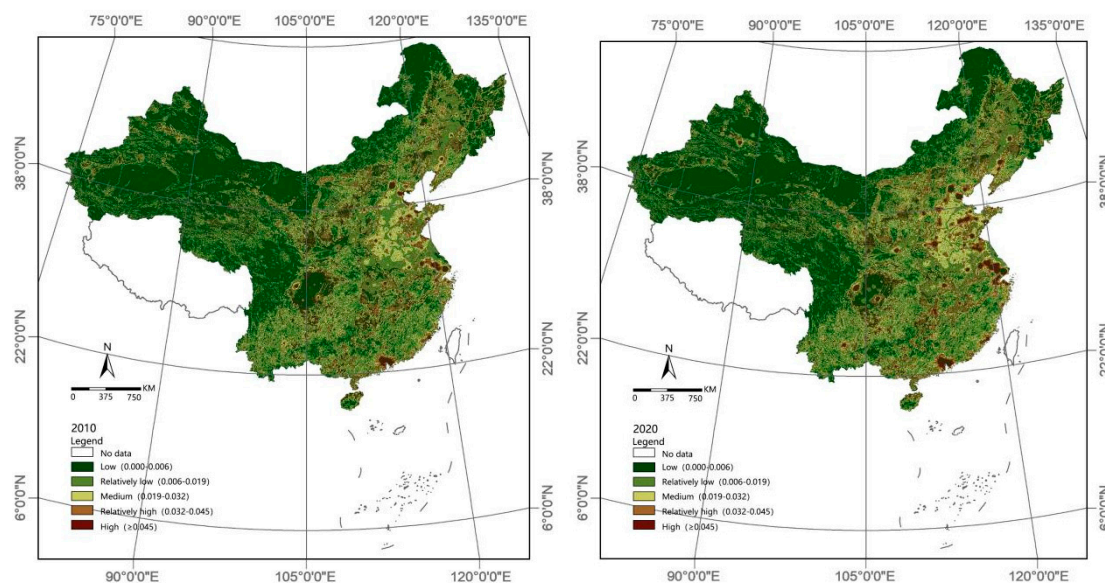 75°0'0"E 105°0'0"E 120°0'0"E 135°0'0"E
90°0'0"E
38°0'0"N
38°0'0"N
22°0'0"N
22°0'0"N
6°0'0"N
6°0'0"N
N
KM
0 375 750
2010
Legend
No data
Low (0.000-0.006)
Relatively low (0.006-0.019)
Medium (0.019-0.032)
Relatively high (0.032-0.045)
High (≥0.045)
90°0'0"E 105°0'0"E 120°0'0"E
75°0'0"E 105°0'0"E 120°0'0"E 135°0'0"E
90°0'0"E
38°0'0"N
38°0'0"N
22°0'0"N
22°0'0"N
6°0'0"N
6°0'0"N
N
KM
0 375 750
2020
Legend
No data
Low (0.000-0.006)
Relatively low (0.006-0.019)
Medium (0.019-0.032)
Relatively high (0.032-0.045)
High (≥0.045)
90°0'0"E 105°0'0"E 120°0'0"E